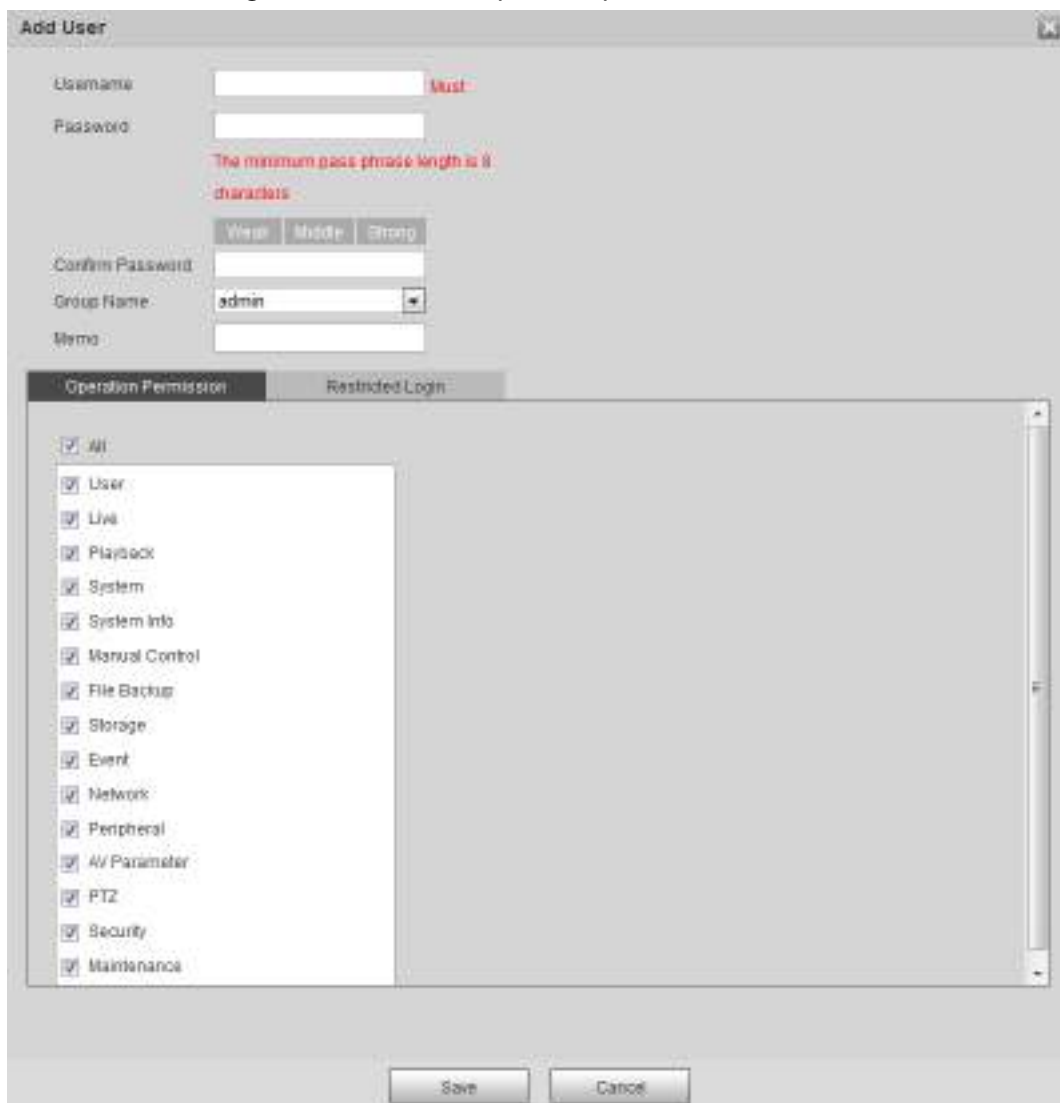 Add User
Username Must
Password
The minimum pass phrase length is 8
characters
Weak Middle Strong
Confirm Password
Group Name admin
Memo
Operation Permission Restricted Login
All
User
Live
Playback
System
System Info
Manual Control
File Backup
Storage
Event
Network
Peripheral
AV Parameter
PTZ
Security
Maintenance
Save Cancel